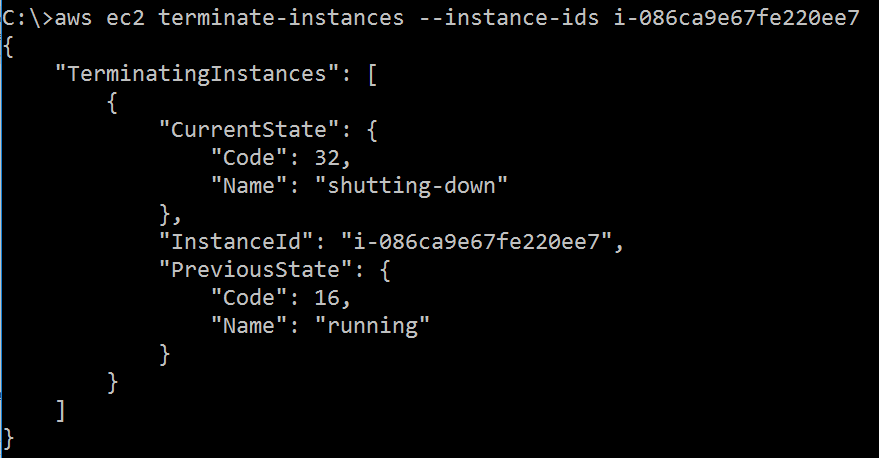 C:\>aws ec2 terminate-instances --instance-ids i-086ca9e67fe220ee7
{
    "TerminatingInstances": [
        {
            "CurrentState": {
                "Code": 32,
                "Name": "shutting-down"
            },
            "InstanceId": "i-086ca9e67fe220ee7",
            "PreviousState": {
                "Code": 16,
                "Name": "running"
            }
        }
    ]
}